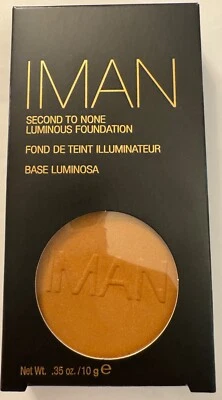 IMAN
SECOND TO NONE
LUMINOUS FOUNDATION
FOND DE TEINT ILLUMINATEUR
BASE LUMINOSA
IMAN
Net Wt. .35 oz./10 g ℮